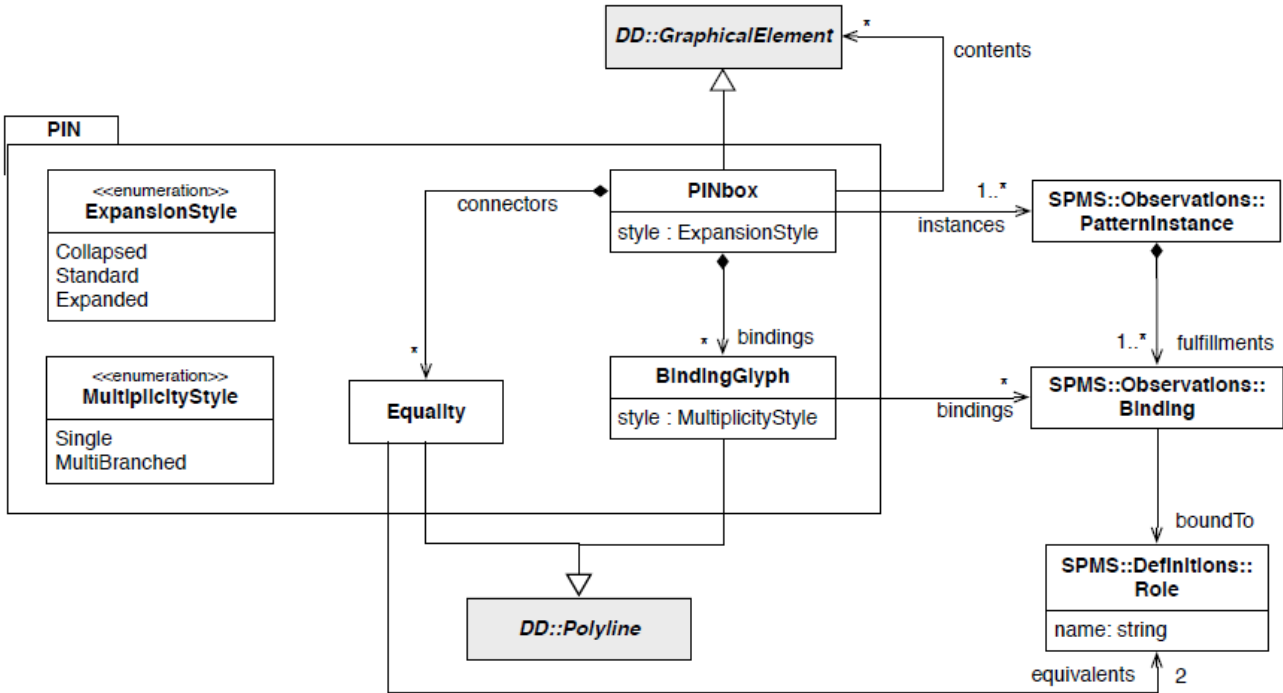 DD::GraphicalElement
*
contents
PIN
<<enumeration>>
ExpansionStyle
Collapsed
Standard
Expanded
connectors
PINbox
style : ExpansionStyle
1..*
instances
SPMS::Observations::
PatternInstance
*
*
bindings
1..*
fulfillments
<<enumeration>>
MultiplicityStyle
Single
MultiBranched
Equality
BindingGlyph
style : MultiplicityStyle
*
bindings
SPMS::Observations::
Binding
boundTo
SPMS::Definitions::
Role
name: string
DD::Polyline
equivalents
2